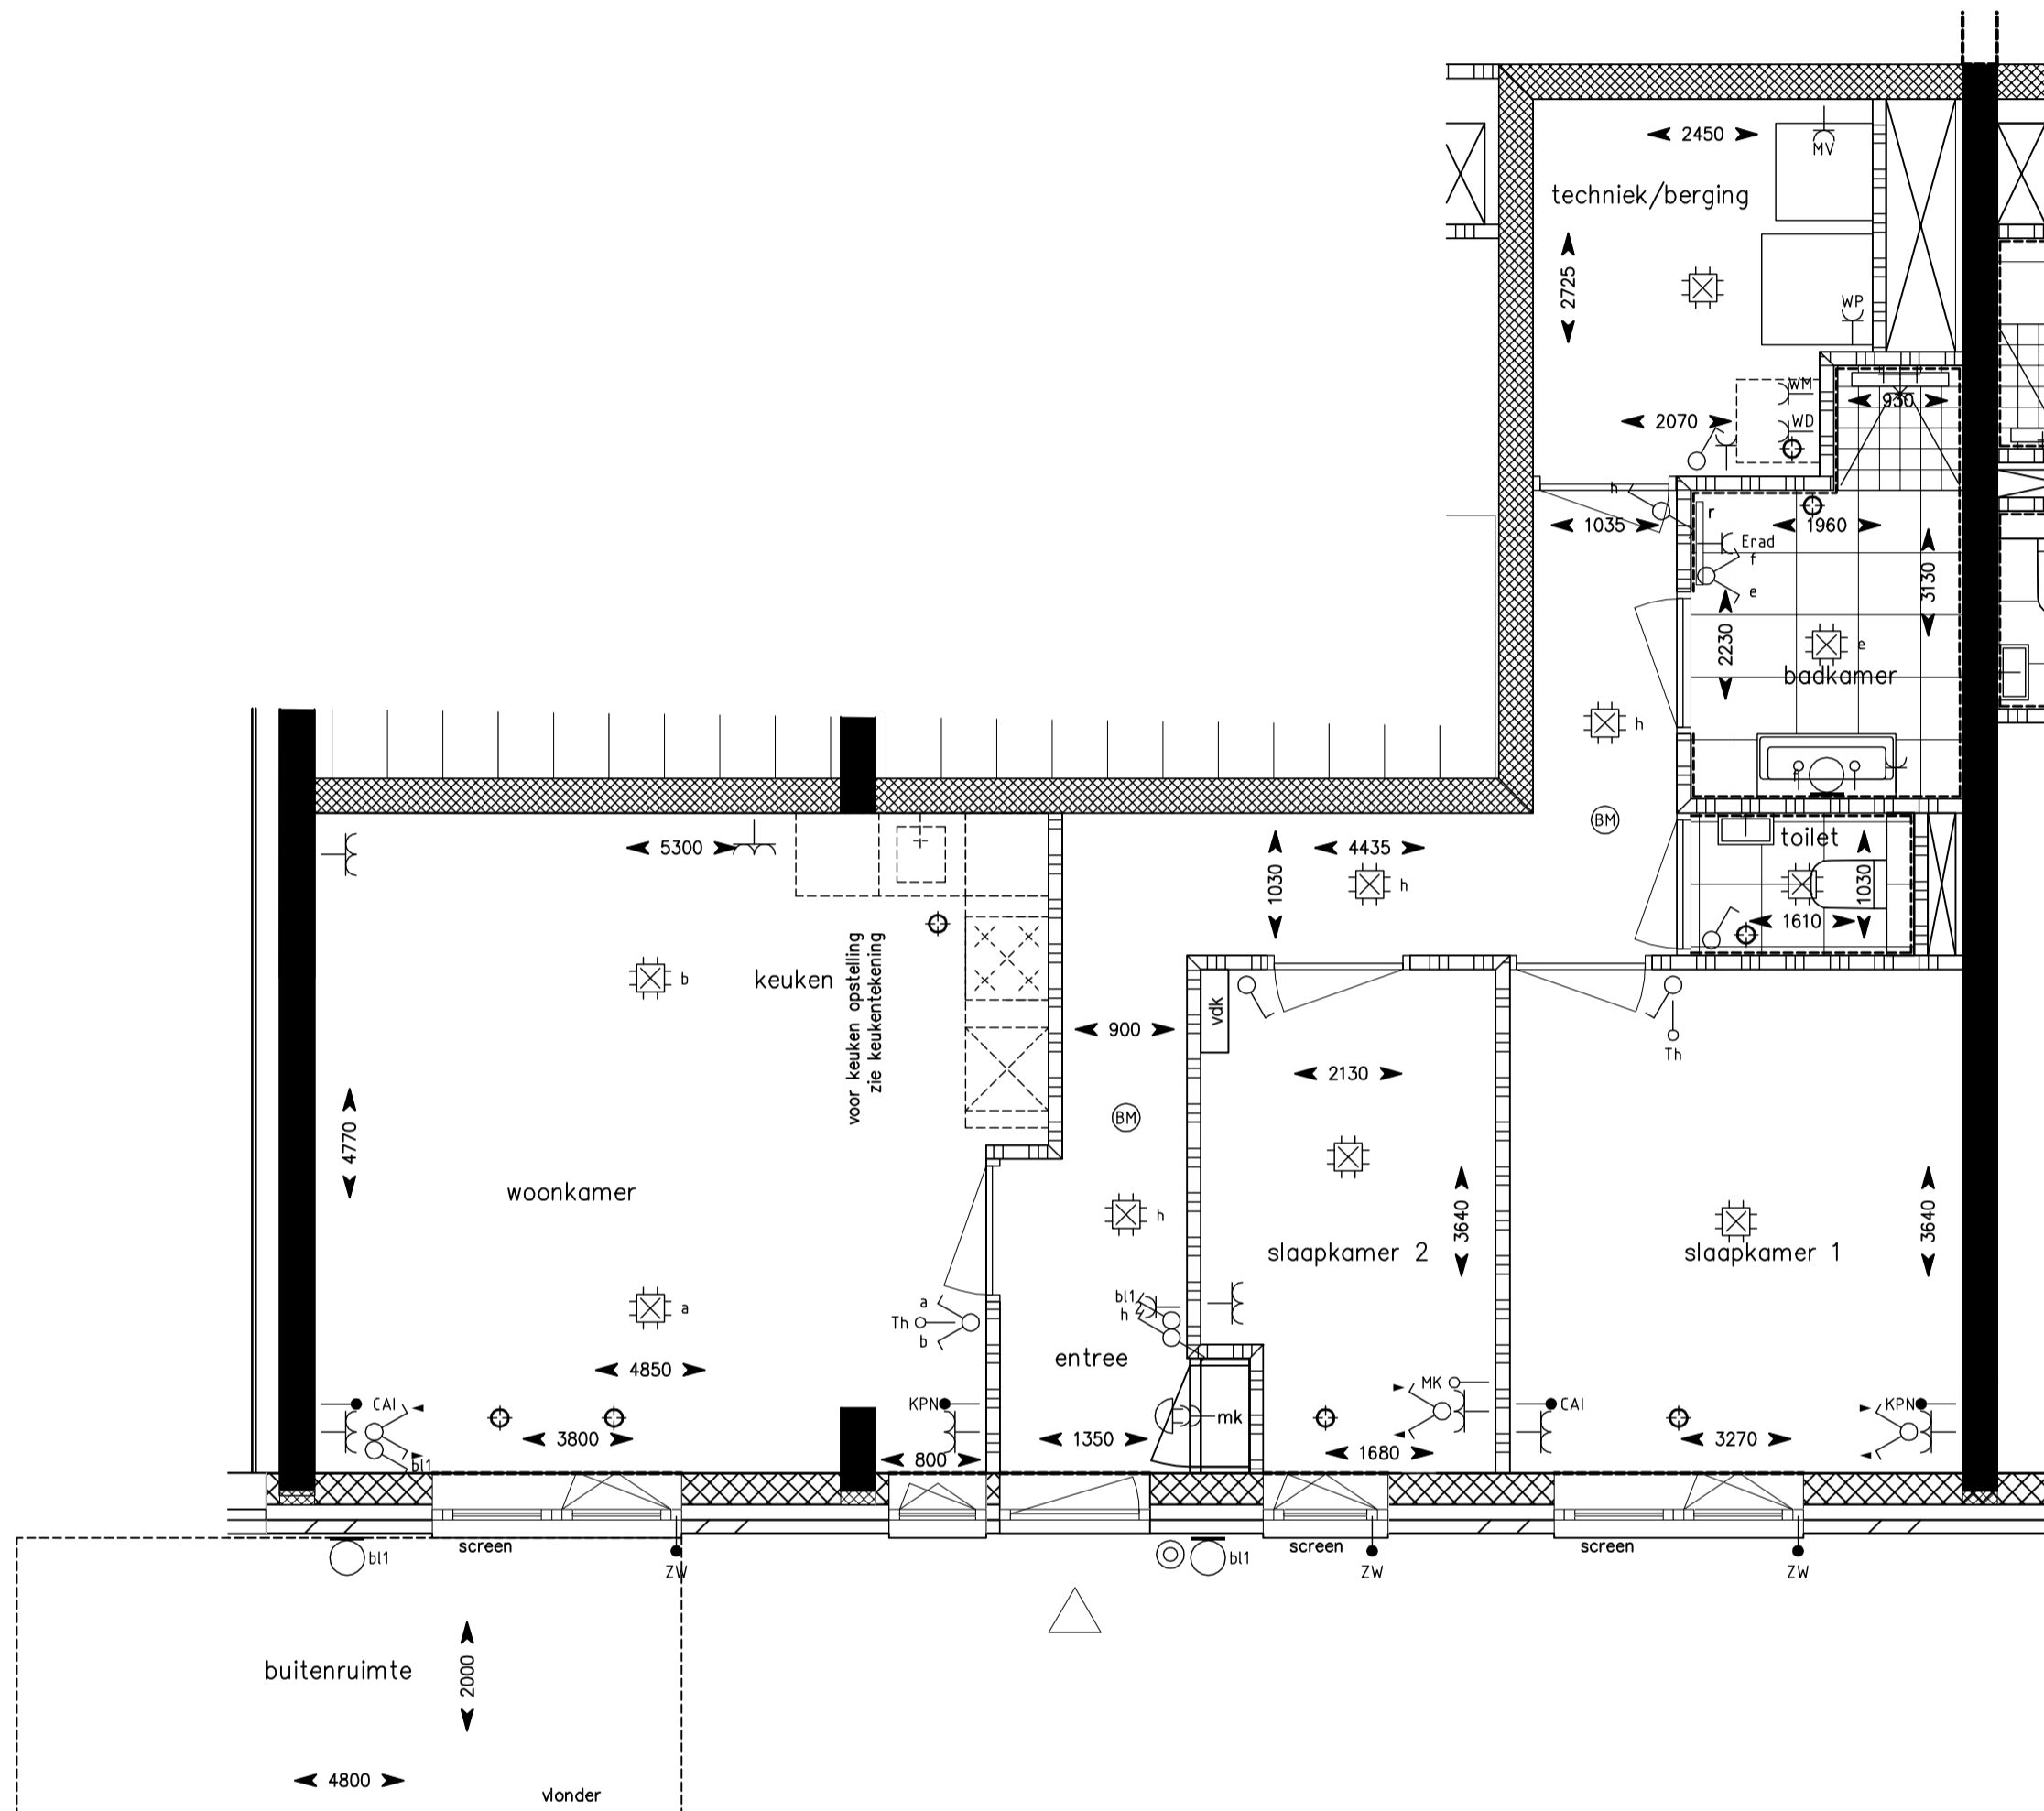 2450
MV
techniek/berging
2725
WP
WM
930
2070
WD
h
1035
r
1960
Erad
f
e
3130
2230
e
badkamer
h
f
BM
toilet
5300
4435
1030
h
1030
1610
b
keuken
voor keuken opstelling
zie keukentekening
vdk
900
Th
2130
BM
4770
woonkamer
h
3640
3640
slaapkamer 2
slaapkamer 1
a
bl1
h
a
Th
b
entree
4850
MK
CAI
KPN
CAI
KPN
mk
3800
1350
1680
3270
800
bl1
screen
screen
screen
bl1
bl1
ZW
ZW
ZW
buitenruimte
2000
4800
vlonder